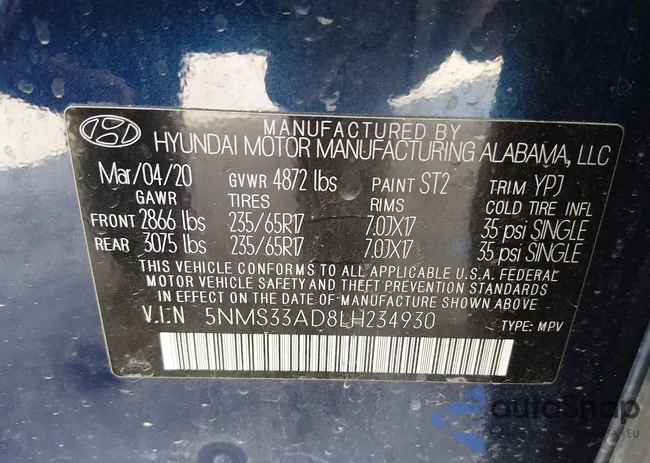 MANUFACTURED BY
HYUNDAI MOTOR MANUFACTURING ALABAMA, LLC
Mar/04/20 GVWR 4872 lbs PAINT ST2 TRIM YPJ
GAWR TIRES RIMS COLD TIRE INFL
FRONT 2866 lbs 235/65R17 7.0JX17 35 psi SINGLE
REAR 3075 lbs 235/65R17 7.0JX17 35 psi SINGLE
THIS VEHICLE CONFORMS TO ALL APPLICABLE U.S.A. FEDERAL
MOTOR VEHICLE SAFETY AND THEFT PREVENTION STANDARDS
IN EFFECT ON THE DATE OF MANUFACTURE SHOWN ABOVE.
V.I.N 5NMS33AD8LH234930 TYPE: MPV
autoSnap